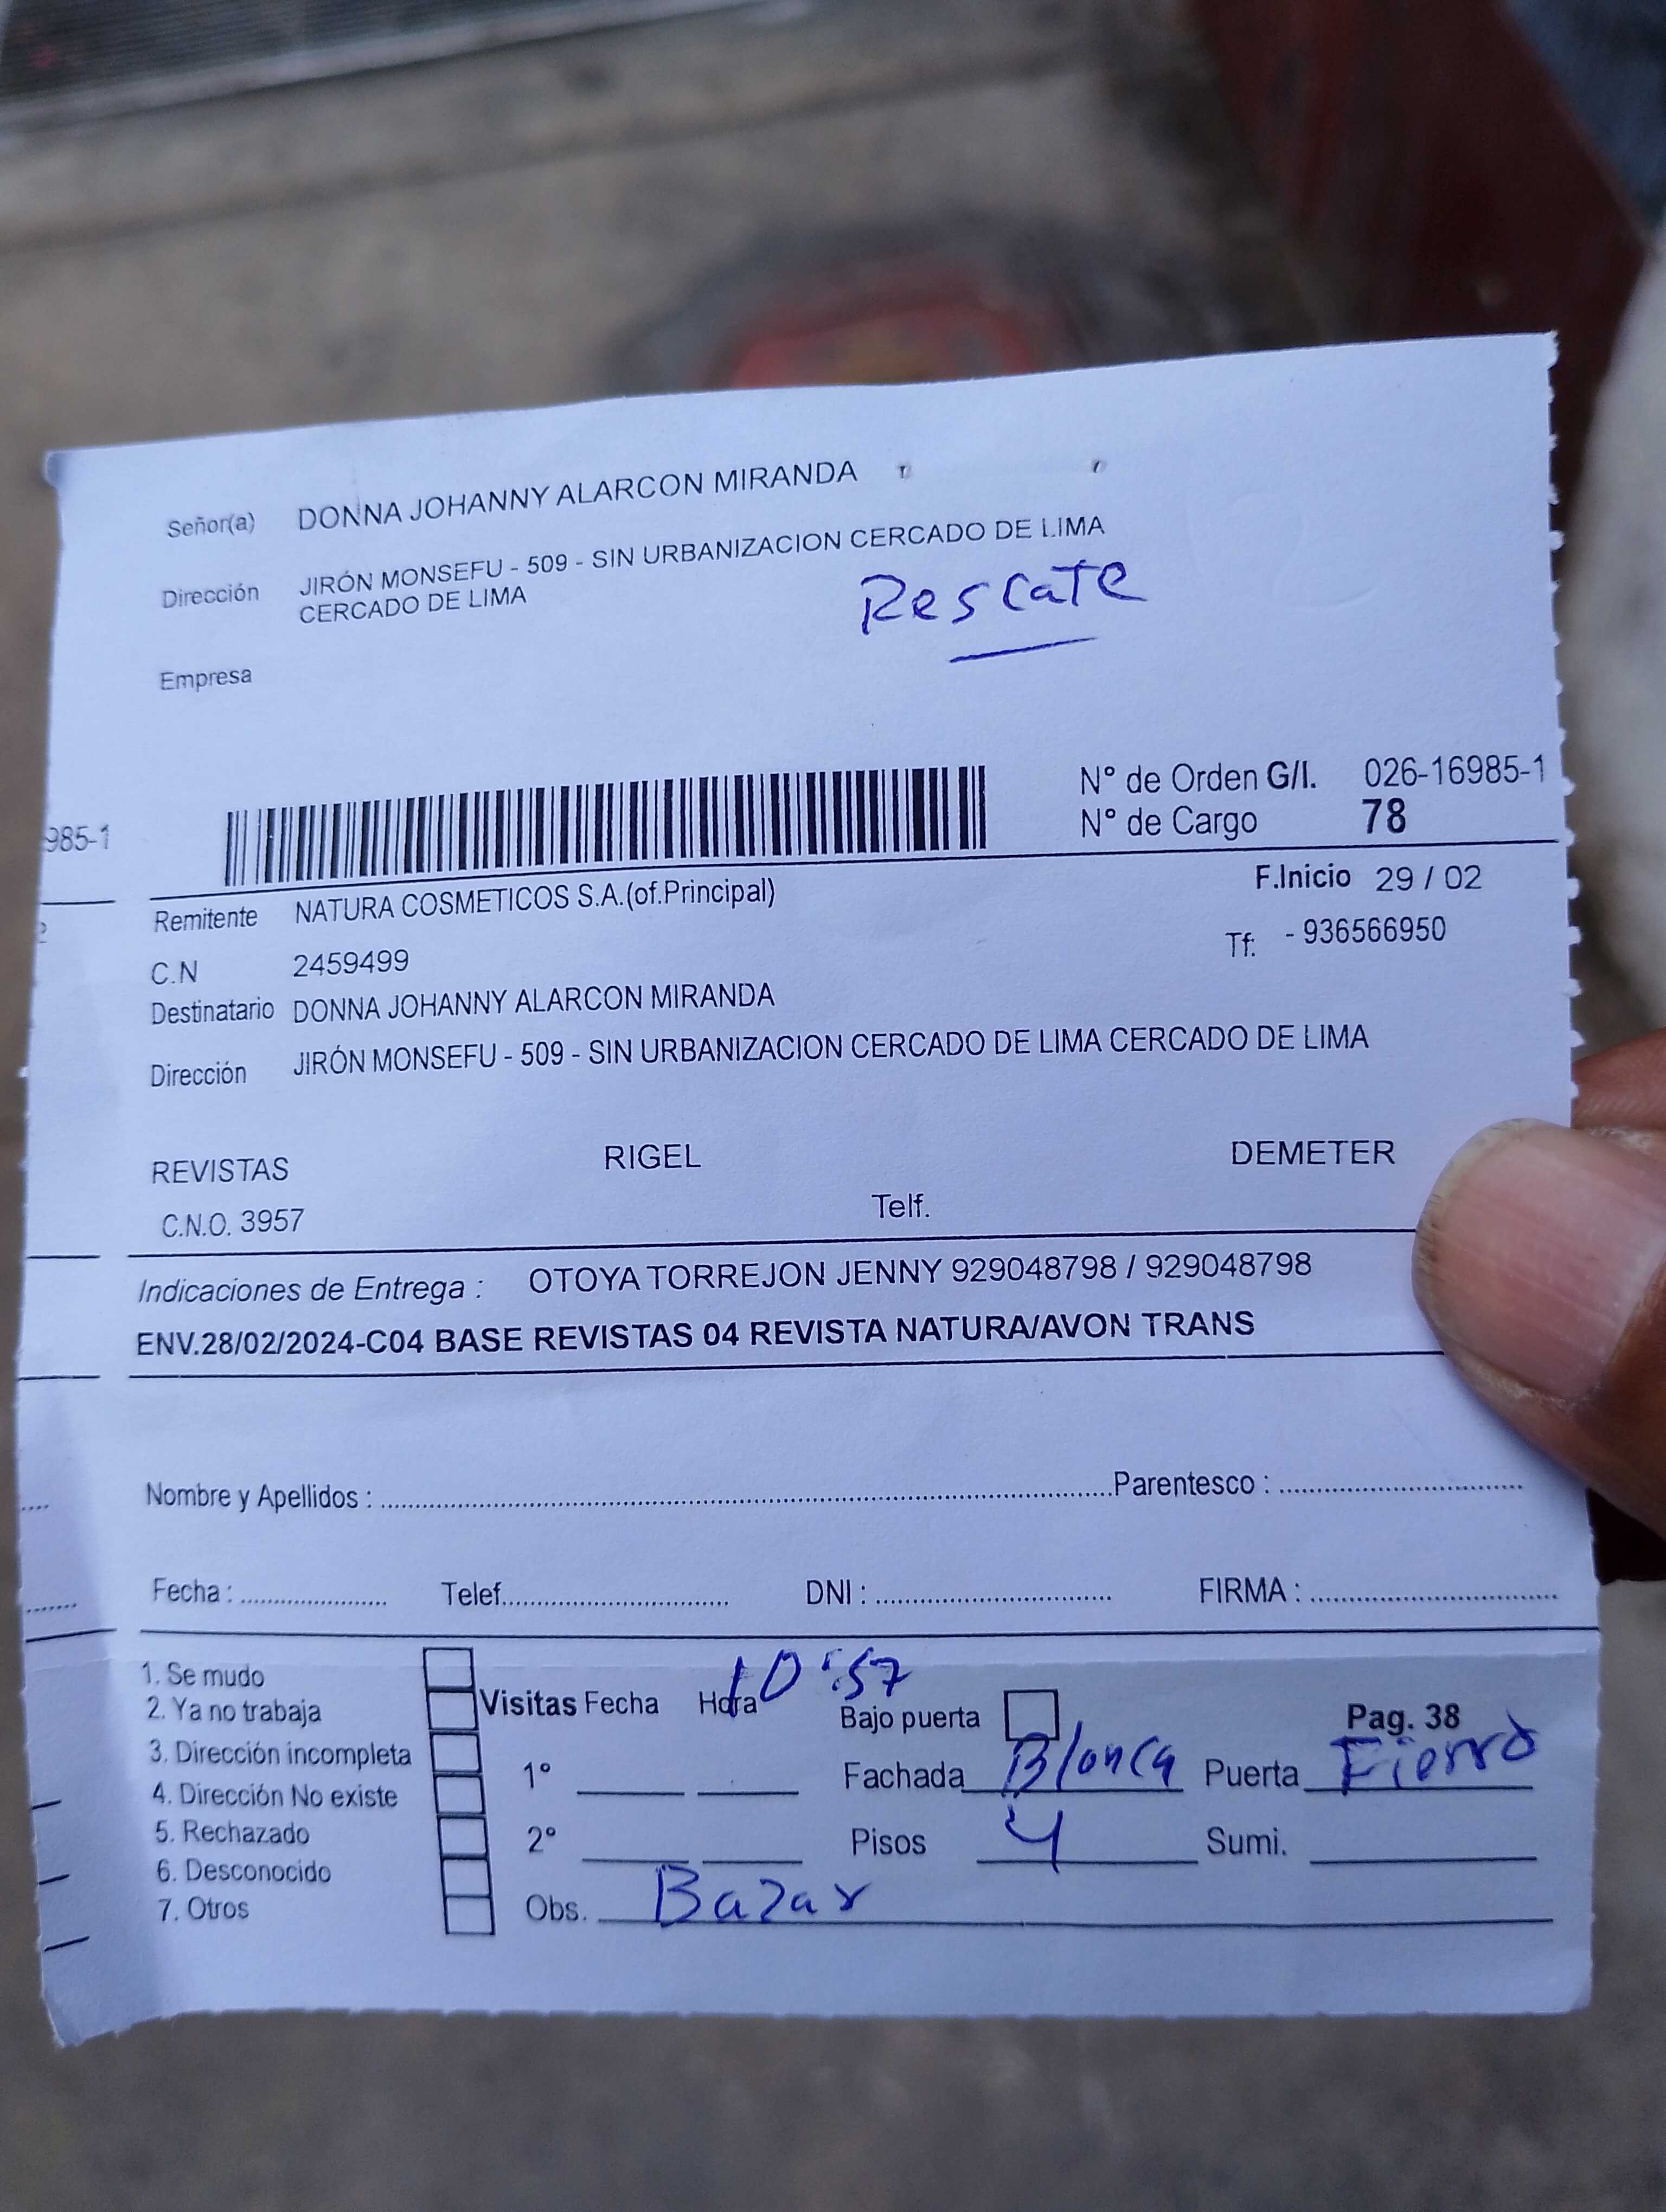 Señor(a) DONNA JOHANNY ALARCON MIRANDA
Dirección JIRÓN MONSEFU - 509 - SIN URBANIZACION CERCADO DE LIMA
CERCADO DE LIMA
Rescate
Empresa
N° de Orden G/I. 026-16985-1
985-1 N° de Cargo 78
F.Inicio 29 / 02
Remitente NATURA COSMETICOS S.A.(of.Principal)
Tf: - 936566950
C.N 2459499
Destinatario DONNA JOHANNY ALARCON MIRANDA
Dirección JIRÓN MONSEFU - 509 - SIN URBANIZACION CERCADO DE LIMA CERCADO DE LIMA
REVISTAS RIGEL DEMETER
C.N.O. 3957 Telf.
Indicaciones de Entrega : OTOYA TORREJON JENNY 929048798 / 929048798
ENV.28/02/2024-C04 BASE REVISTAS 04 REVISTA NATURA/AVON TRANS
Nombre y Apellidos : Parentesco :
Fecha : Telef. DNI : FIRMA :
1. Se mudo
2. Ya no trabaja
3. Dirección incompleta
4. Dirección No existe
5. Rechazado
6. Desconocido
7. Otros
Visitas Fecha Hora 10:57
Bajo puerta Pag. 38
1° Fachada Blanca Puerta Fierro
2° Pisos 4 Sumi.
Obs. Bazar